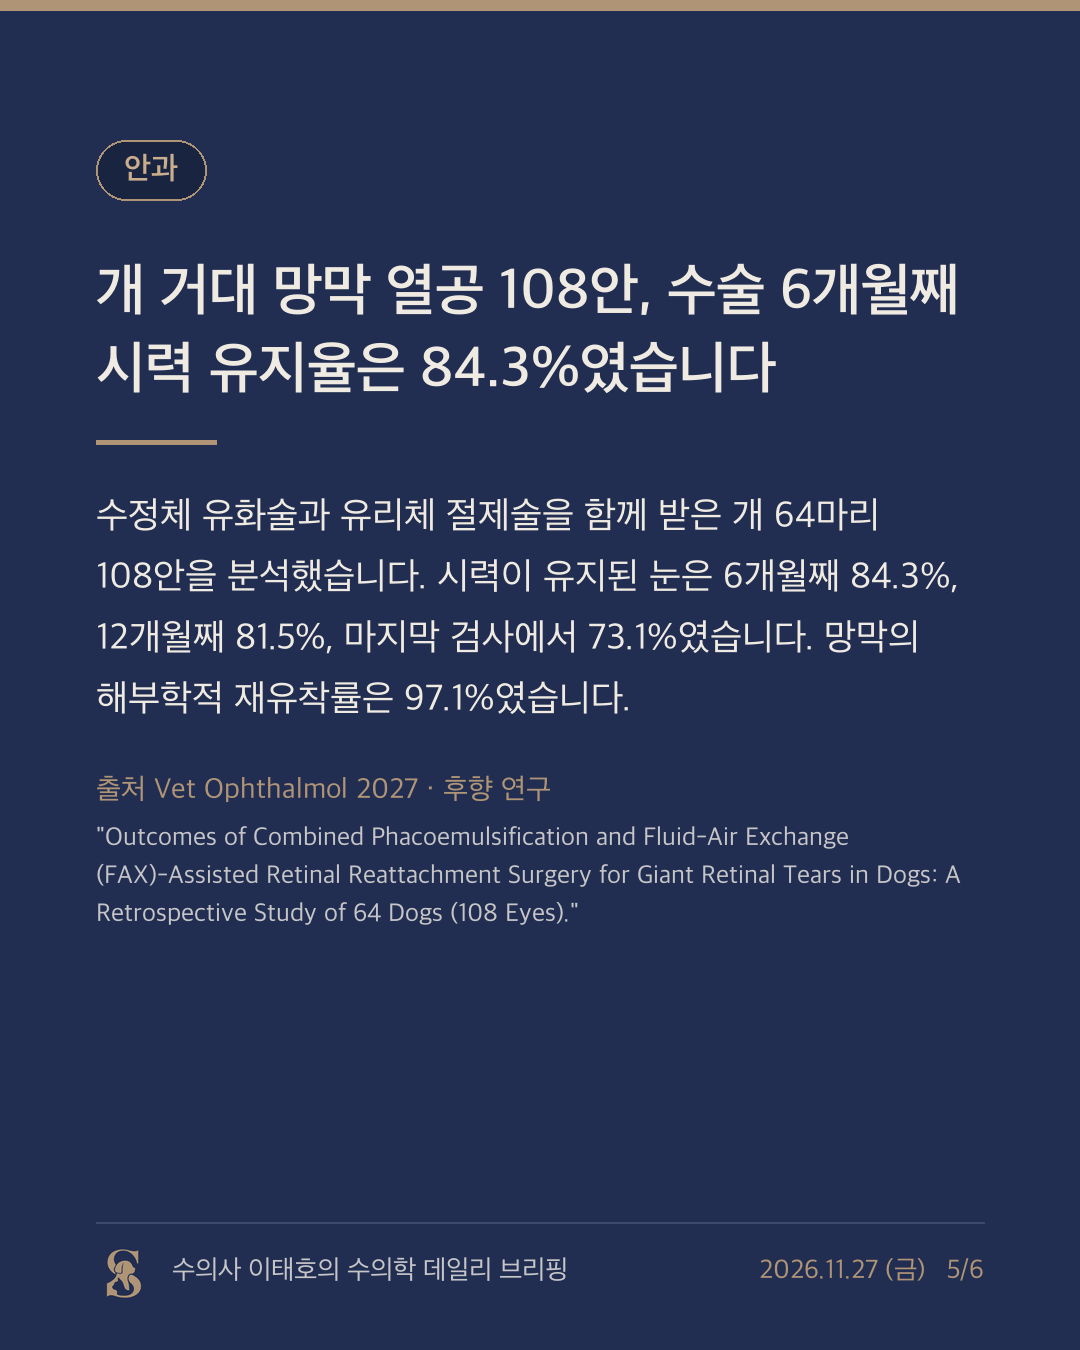 안과
개 거대 망막 열공 108안, 수술 6개월째
시력 유지율은 84.3%였습니다
수정체 유화술과 유리체 절제술을 함께 받은 개 64마리
108안을 분석했습니다. 시력이 유지된 눈은 6개월째 84.3%,
12개월째 81.5%, 마지막 검사에서 73.1%였습니다. 망막의
해부학적 재유착률은 97.1%였습니다.
출처 Vet Ophthalmol 2027 · 후향 연구
"Outcomes of Combined Phacoemulsification and Fluid-Air Exchange
(FAX)-Assisted Retinal Reattachment Surgery for Giant Retinal Tears in Dogs: A
Retrospective Study of 64 Dogs (108 Eyes)."
수의사 이태호의 수의학 데일리 브리핑
2026.11.27 (금) 5/6